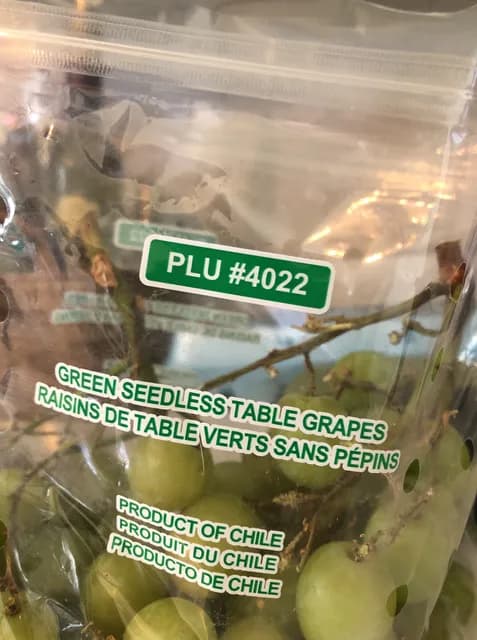 PLU #4022
GREEN SEEDLESS TABLE GRAPES
RAISINS DE TABLE VERTS SANS PÉPINS
PRODUCT OF CHILE
PRODUIT DU CHILE
PRODUCTO DE CHILE